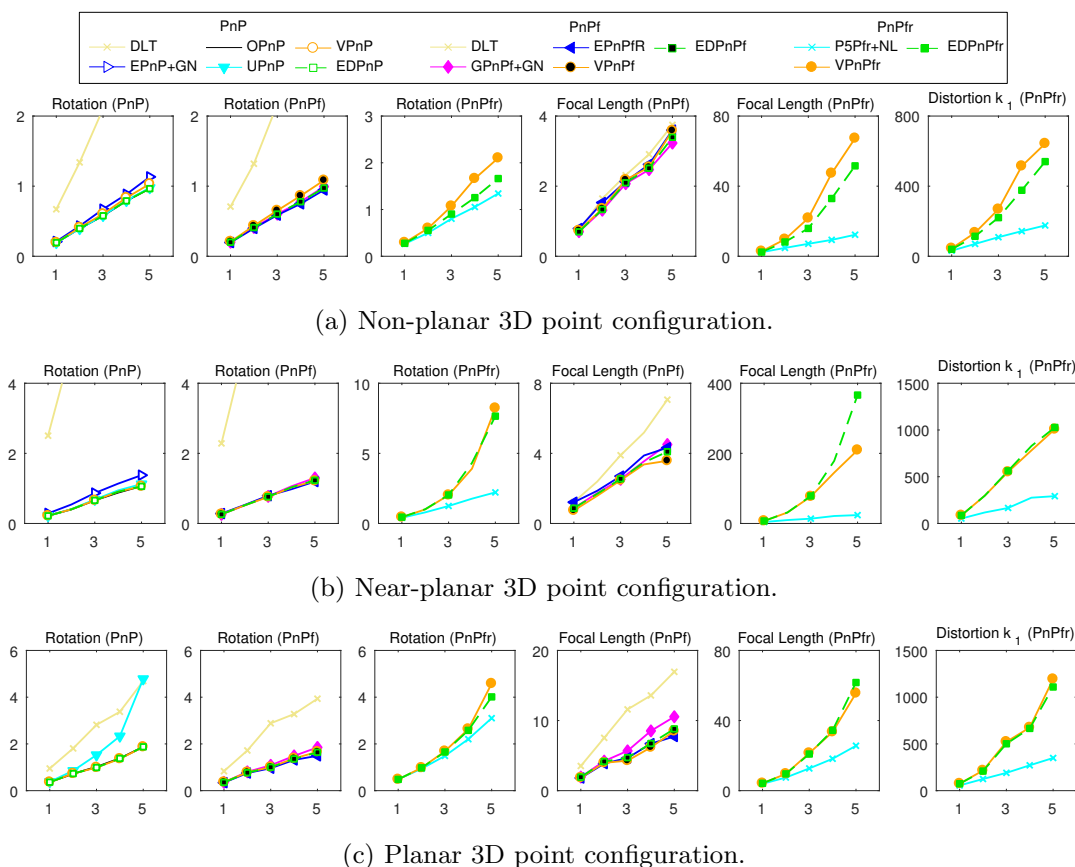 PnP PnPf PnPfr
DLT OPnP VPnP DLT EPnPfR EDPnPf P5Pfr+NL EDPnPfr
EPnP+GN UPnP EDPnP GPnPf+GN VPnPf VPnPfr
Rotation (PnP) Rotation (PnPf) Rotation (PnPfr) Focal Length (PnPf) Focal Length (PnPfr) Distortion k 1 (PnPfr)
2 2 3 4 80 800
2
1 1 2 40 400
1
0 0 0 0 0 0
1 3 5 1 3 5 1 3 5 1 3 5 1 3 5 1 3 5
(a) Non-planar 3D point configuration.
Rotation (PnP) Rotation (PnPf) Rotation (PnPfr) Focal Length (PnPf) Focal Length (PnPfr) Distortion k 1 (PnPfr)
4 4 10 8 400 1500
1000
2 2 5 4 200
500
0 0 0 0 0 0
1 3 5 1 3 5 1 3 5 1 3 5 1 3 5 1 3 5
(b) Near-planar 3D point configuration.
Rotation (PnP) Rotation (PnPf) Rotation (PnPfr) Focal Length (PnPf) Focal Length (PnPfr) Distortion k 1 (PnPfr)
6 6 6 20 80 1500
4 4 4 1000
10 40
2 2 2 500
0 0 0 0 0 0
1 3 5 1 3 5 1 3 5 1 3 5 1 3 5 1 3 5
(c) Planar 3D point configuration.